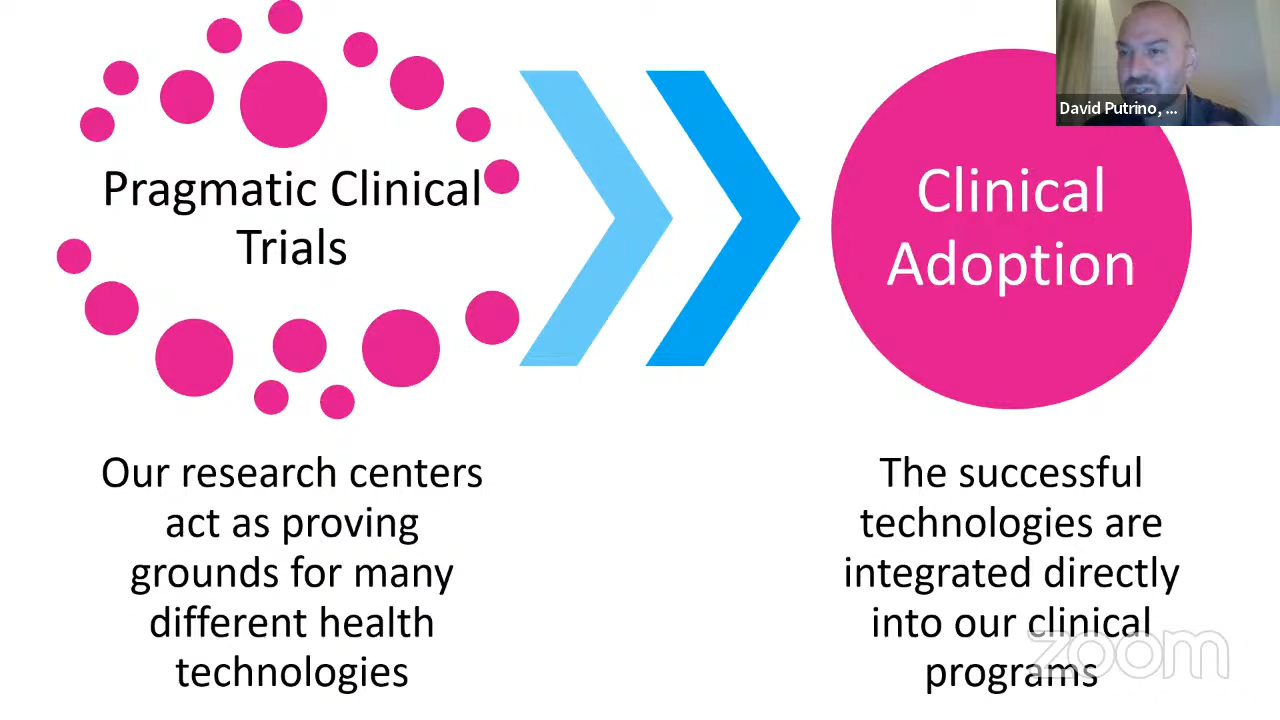 David Putrino, ...
Pragmatic Clinical
Trials
Clinical
Adoption
Our research centers
act as proving
grounds for many
different health
technologies
The successful
technologies are
integrated directly
into our clinical
programs
zoom